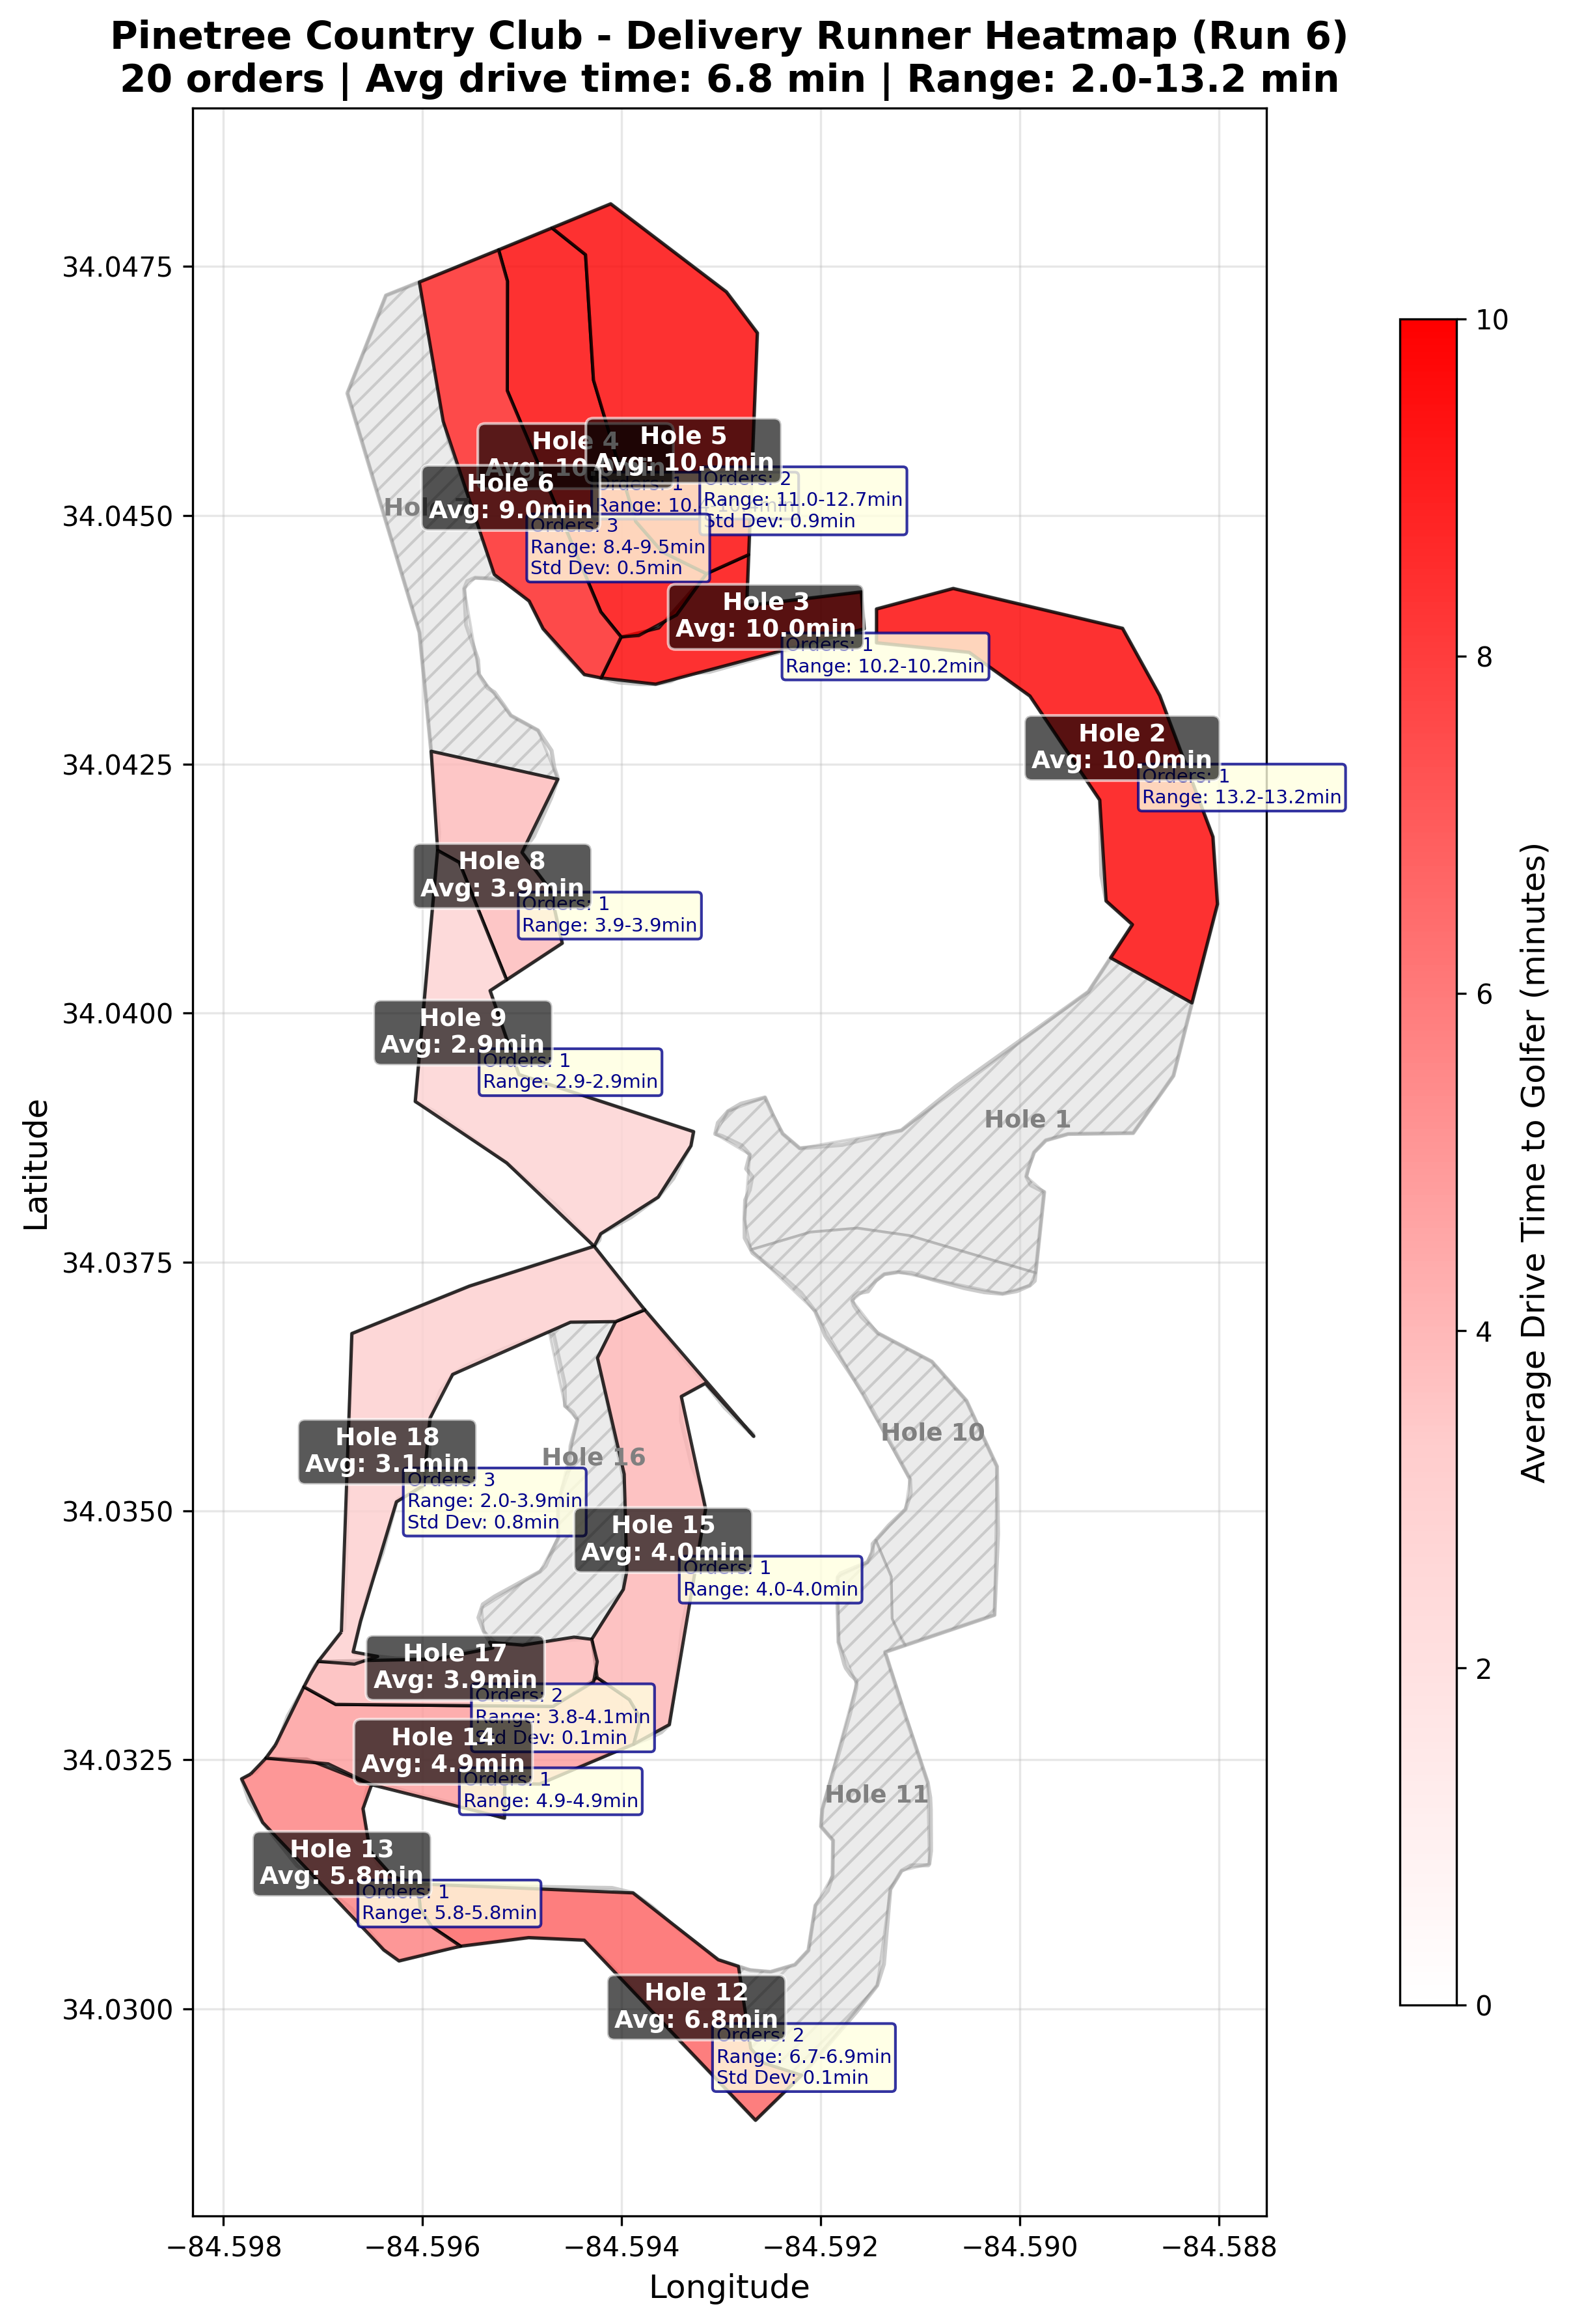 Pinetree Country Club - Delivery Runner Heatmap (Run 6)
20 orders | Avg drive time: 6.8 min | Range: 2.0-13.2 min
Latitude
34.0475
34.0450
34.0425
34.0400
34.0375
34.0350
34.0325
34.0300
Hole 4
Hole 5
Avg: 10.0min
Orders: 2
Range: 11.0-12.7min
Std Dev: 0.9min
Orders: 1
Hole 6
Avg: 9.0min
Orders: 3
Range: 8.4-9.5min
Std Dev: 0.5min
Hole 3
Avg: 10.0min
Orders: 1
Range: 10.2-10.2min
Hole 2
Avg: 10.0min
Orders: 1
Range: 13.2-13.2min
Hole 8
Avg: 3.9min
Orders: 1
Range: 3.9-3.9min
Hole 9
Avg: 2.9min
Orders: 1
Range: 2.9-2.9min
Hole 1
Hole 10
Hole 18
Avg: 3.1min
Orders: 3
Range: 2.0-3.9min
Std Dev: 0.8min
Hole 16
Hole 15
Avg: 4.0min
Orders: 1
Range: 4.0-4.0min
Hole 17
Avg: 3.9min
Orders: 2
Range: 3.8-4.1min
Std Dev: 0.1min
Hole 14
Avg: 4.9min
Orders: 1
Range: 4.9-4.9min
Hole 11
Hole 13
Avg: 5.8min
Orders: 1
Range: 5.8-5.8min
Hole 12
Avg: 6.8min
Orders: 2
Range: 6.7-6.9min
Std Dev: 0.1min
−84.598
−84.596
−84.594
−84.592
−84.590
−84.588
Longitude
10
8
6
4
2
0
Average Drive Time to Golfer (minutes)